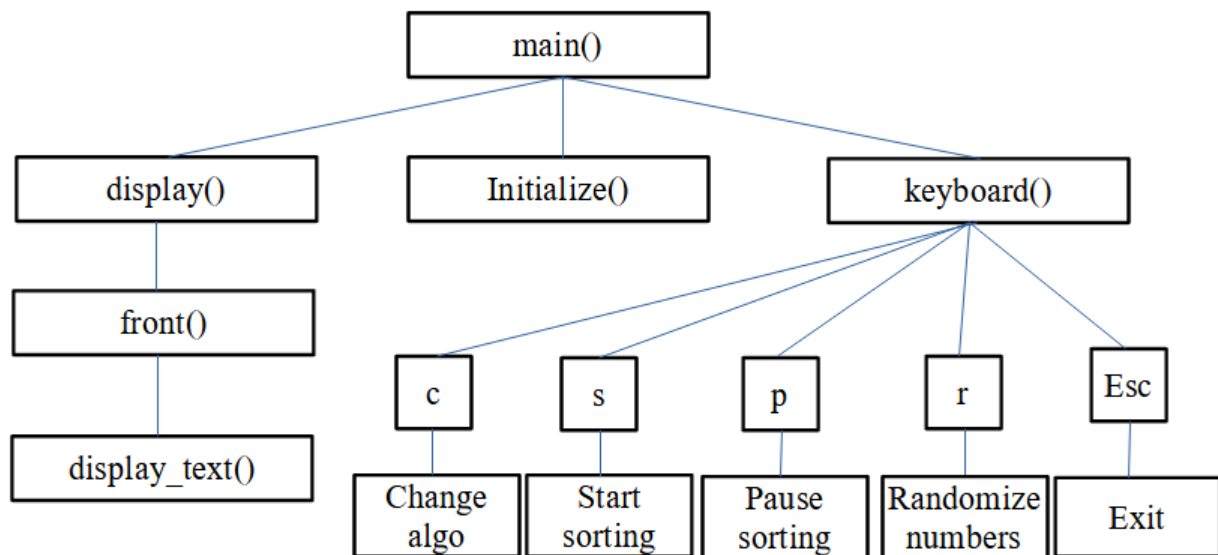 main()
display()
Initialize()
keyboard()
front()
c
s
p
r
Esc
display_text()
Change
algo
Start
sorting
Pause
sorting
Randomize
numbers
Exit